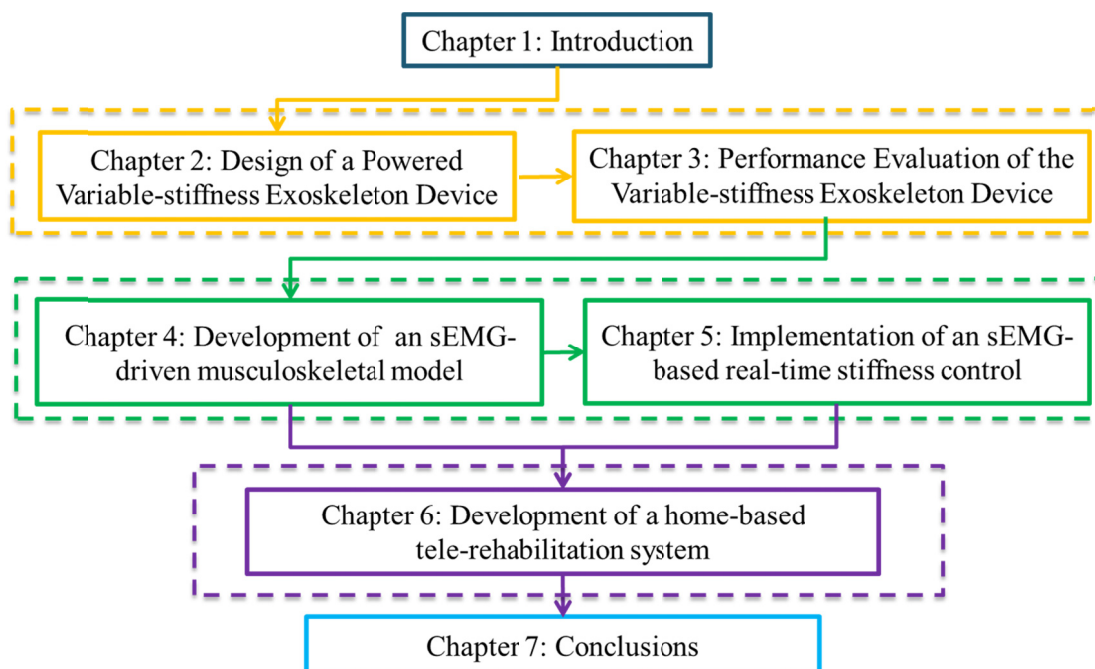 Chapter 1: Introduction
Chapter 2: Design of a Powered
Variable-stiffness Exoskeleton Device
Chapter 3: Performance Evaluation of the
Variable-stiffness Exoskeleton Device
Chapter 4: Development of an sEMG-
driven musculoskeletal model
Chapter 5: Implementation of an sEMG-
based real-time stiffness control
Chapter 6: Development of a home-based
tele-rehabilitation system
Chapter 7: Conclusions